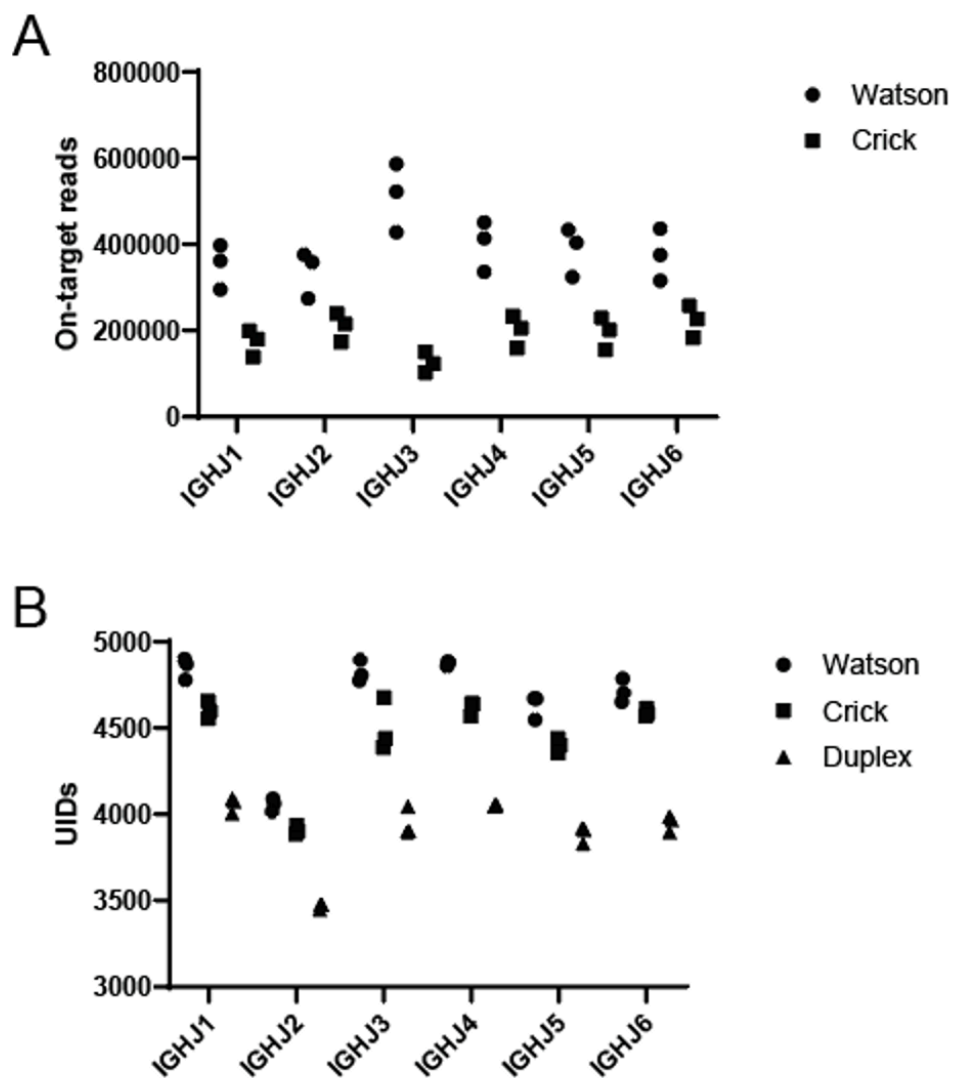 A
800000
600000
400000
200000
0
On-target reads
Watson
Crick
IGHJ1
IGHJ2
IGHJ3
IGHJ4
IGHJ5
IGHJ6
B
5000
4500
4000
3500
3000
UIDs
Watson
Crick
Duplex
IGHJ1
IGHJ2
IGHJ3
IGHJ4
IGHJ5
IGHJ6